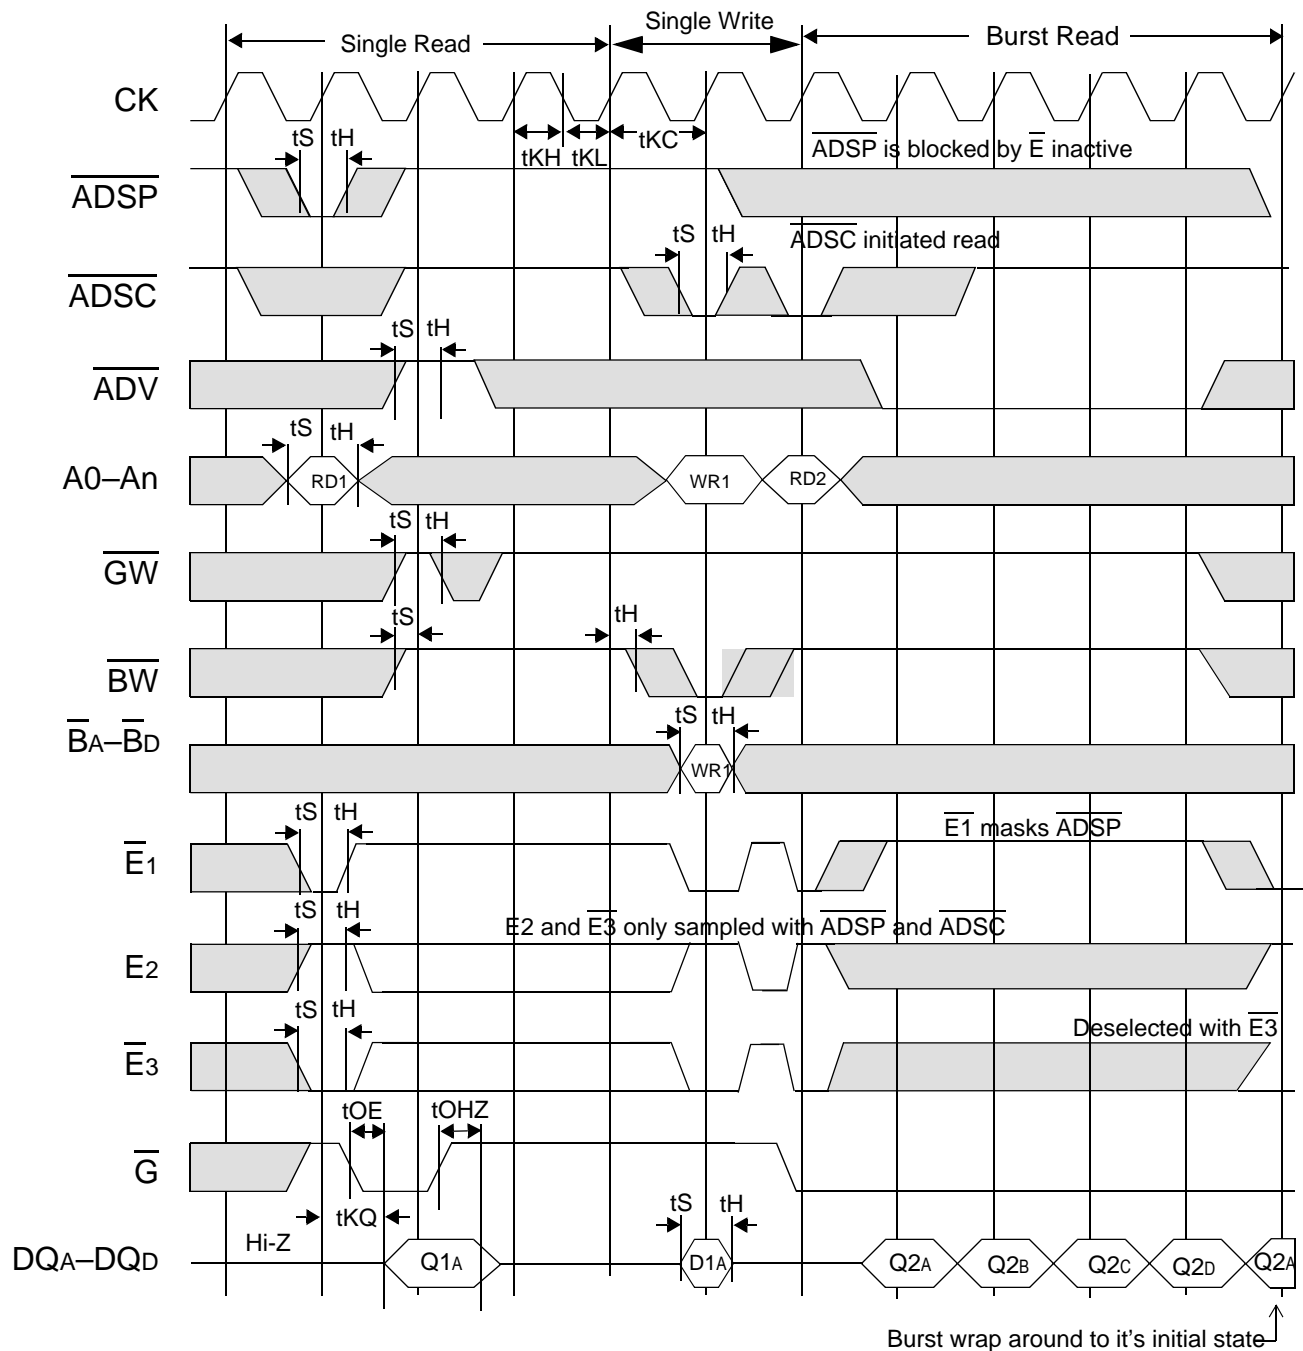 Single Read
Single Write
Burst Read
CK
tS tH
tKH tKL tKC
ADSP is blocked by E inactive
ADSP
tS tH
ADSC initiated read
ADSC
tS tH
ADV
tS tH
A0–An
RD1 WR1 RD2
tS tH
GW
tS tH
BW
tS tH
BA–BD
WR1
tS tH
E1 masks ADSP
E1
tS tH
E2 and E3 only sampled with ADSP and ADSC
E2
tS tH
Deselected with E3
E3
tOE tOHZ
G
tKQ tS tH
Hi-Z
DQA–DQD
Q1A D1A Q2A Q2B Q2C Q2D Q2A
Burst wrap around to it's initial state